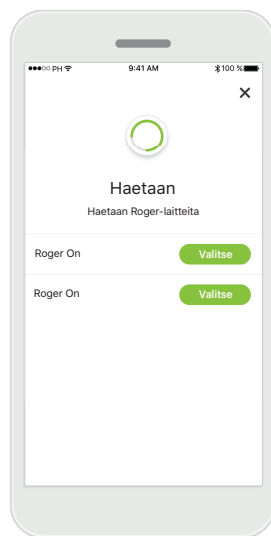 ●●●○○ PH 9:41 AM 100 %
×
Haetaan
Haetaan Roger-laitteita
Roger On Valitse
Roger On Valitse